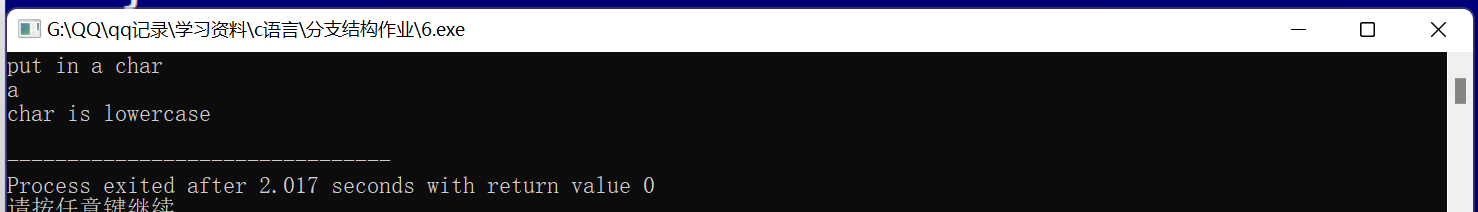 G:\QQ\qq记录\学习资料\c语言\分支结构作业\6.exe
put in a char
a
char is lowercase
--------------------------------
Process exited after 2.017 seconds with return value 0
请按任意键继续